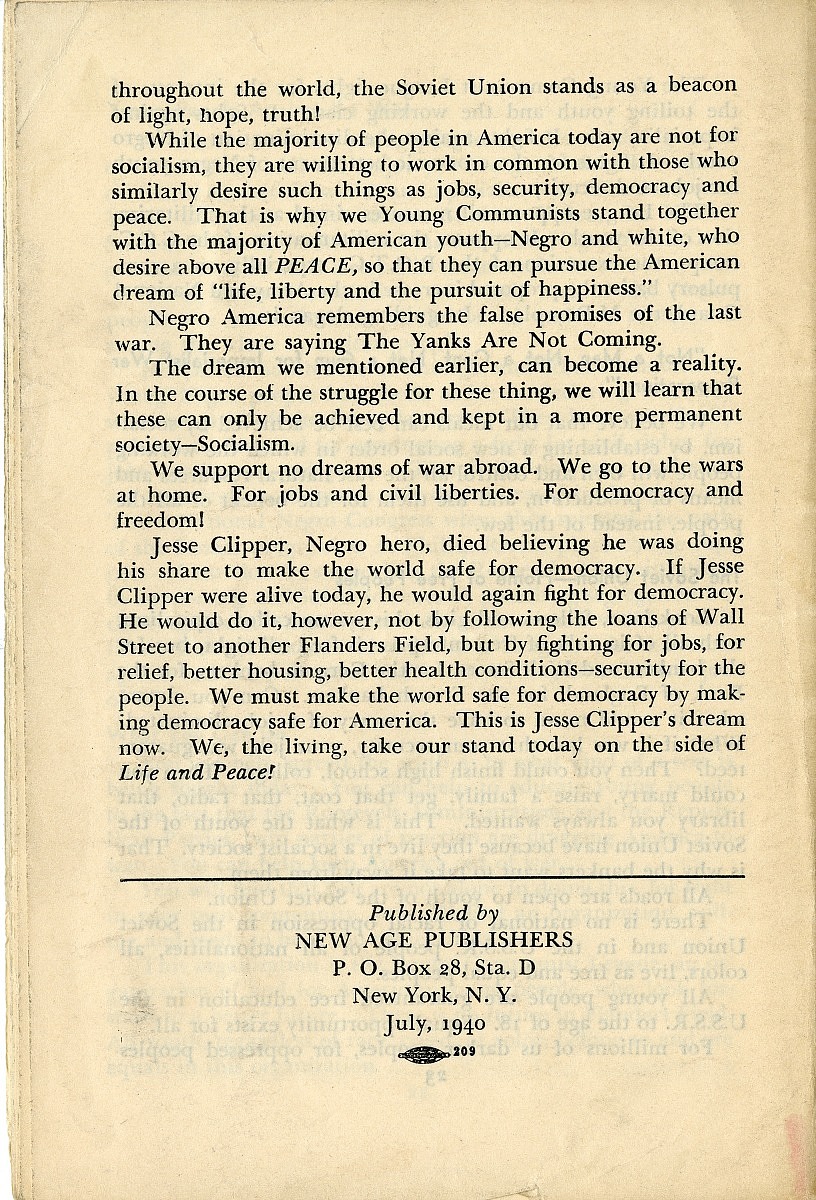 throughout the world, the Soviet Union stands as a beacon
of light, hope, truth!
While the majority of people in America today are not for
socialism, they are willing to work in common with those who
similarly desire such things as jobs, security, democracy and
peace. That is why we Young Communists stand together
with the majority of American youth—Negro and white, who
desire above all PEACE, so that they can pursue the American
dream of "life, liberty and the pursuit of happiness."
Negro America remembers the false promises of the last
war. They are saying The Yanks Are Not Coming.
The dream we mentioned earlier, can become a reality.
In the course of the struggle for these thing, we will learn that
these can only be achieved and kept in a more permanent
society—Socialism.
We support no dreams of war abroad. We go to the wars
at home. For jobs and civil liberties. For democracy and
freedom!
Jesse Clipper, Negro hero, died believing he was doing
his share to make the world safe for democracy. If Jesse
Clipper were alive today, he would again fight for democracy.
He would do it, however, not by following the loans of Wall
Street to another Flanders Field, but by fighting for jobs, for
relief, better housing, better health conditions—security for the
people. We must make the world safe for democracy by mak-
ing democracy safe for America. This is Jesse Clipper's dream
now. We, the living, take our stand today on the side of
Life and Peace!
Published by
NEW AGE PUBLISHERS
P. O. Box 28, Sta. D
New York, N. Y.
July, 1940
209